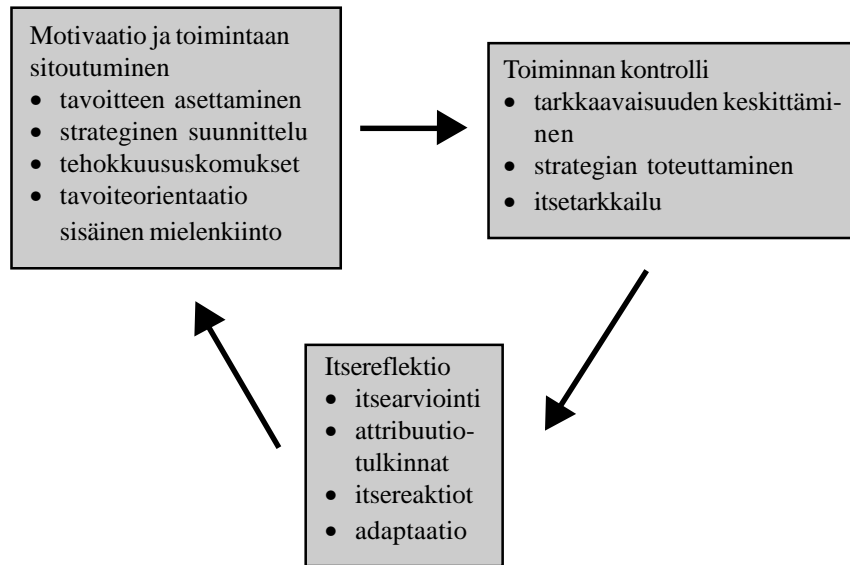 Motivaatio ja toimintaan
sitoutuminen
• tavoitteen asettaminen
• strateginen suunnittelu
• tehokkuususkomukset
• tavoiteorientaatio
sisäinen mielenkiinto
Toiminnan kontrolli
• tarkkaavaisuuden keskittämi-
nen
• strategian toteuttaminen
• itsetarkkailu
Itsereflektio
• itsearviointi
• attribuutio-
tulkinnat
• itsereaktiot
• adaptaatio